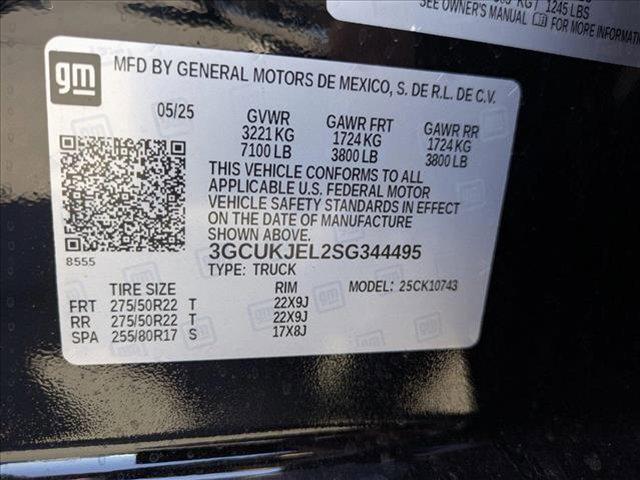 1245 LBS
SEE OWNER'S MANUAL FOR MORE
gm
MFD BY GENERAL MOTORS DE MEXICO, S. DE R.L. DE C.V.
05/25 GVWR GAWR FRT GAWR RR
3221 KG 1724 KG 1724 KG
7100 LB 3800 LB 3800 LB
THIS VEHICLE CONFORMS TO ALL
APPLICABLE U.S. FEDERAL MOTOR
VEHICLE SAFETY STANDARDS IN EFFECT
ON THE DATE OF MANUFACTURE
SHOWN ABOVE.
8555 3GCUKJEL2SG344495
TYPE: TRUCK
TIRE SIZE RIM MODEL: 25CK10743
FRT 275/50R22 T 22X9J
RR 275/50R22 T 22X9J
SPA 255/80R17 S 17X8J